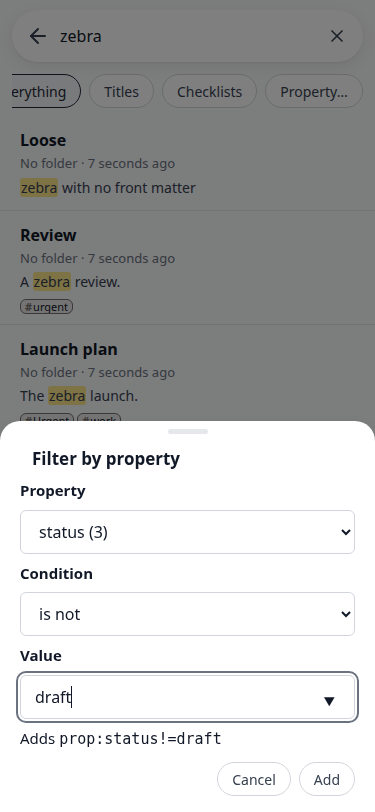 zebra
erything Titles Checklists Property...
Loose
No folder · 7 seconds ago
zebra with no front matter
Review
No folder · 7 seconds ago
A zebra review.
#urgent
Launch plan
No folder · 7 seconds ago
The zebra launch.
#Urgent #work
Filter by property
Property
status (3)
Condition
is not
Value
draft
Adds prop:status!=draft
Cancel Add